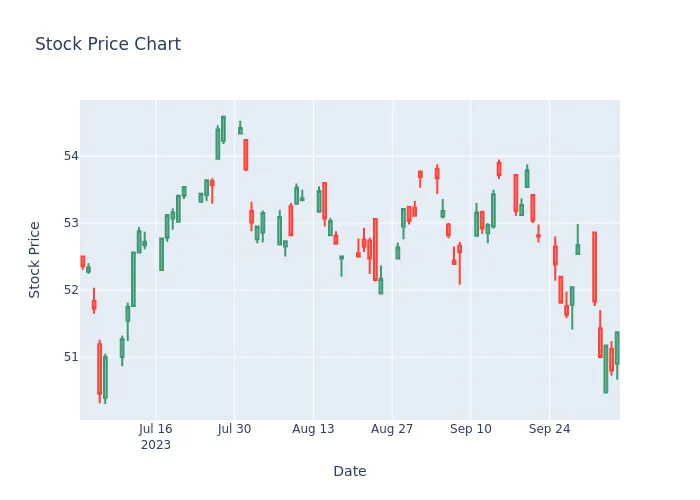 Stock Price Chart
Stock Price
54
53
52
51
Jul 16
2023
Jul 30
Aug 13
Aug 27
Sep 10
Sep 24
Date